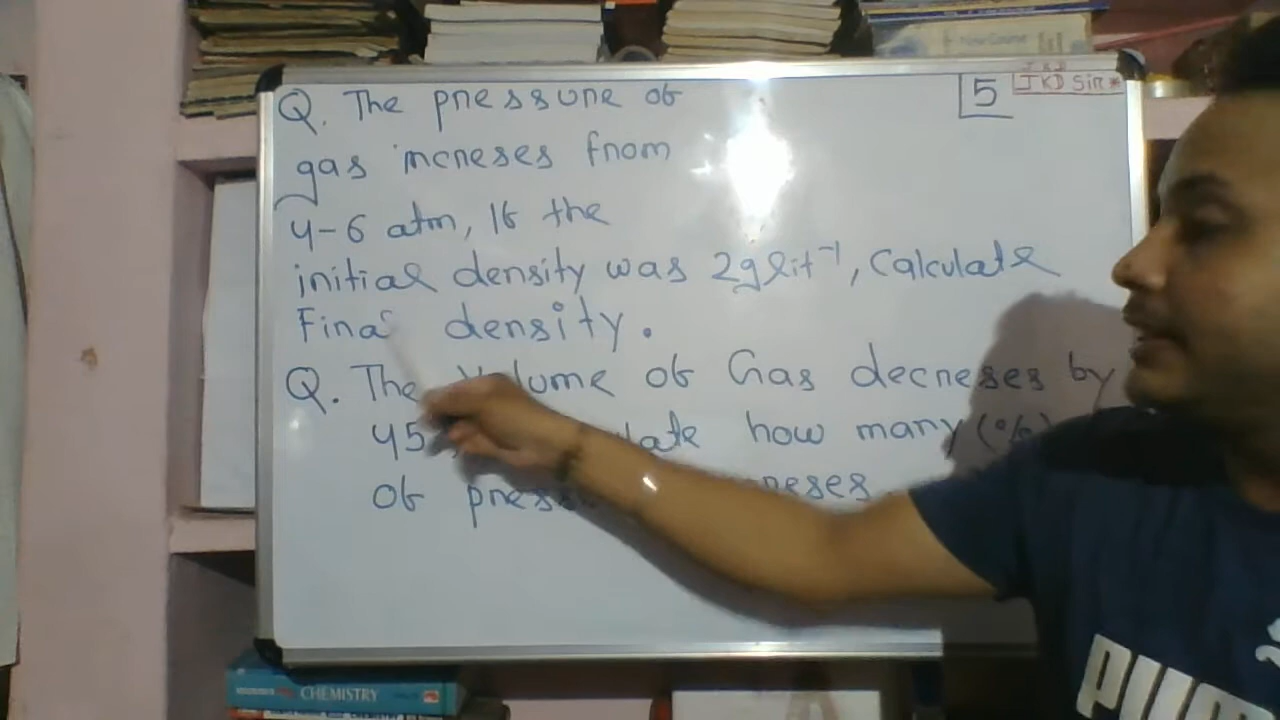 Q. The pressure of
5
JKD
JKD Sir*
gas increses from
4-6 atm, If the
initial density was 2g lit⁻¹, Calculate
Final density.
Q. The Volume of Gas decreses by
45 how many (%)
of
CHEMISTRY
PUMA